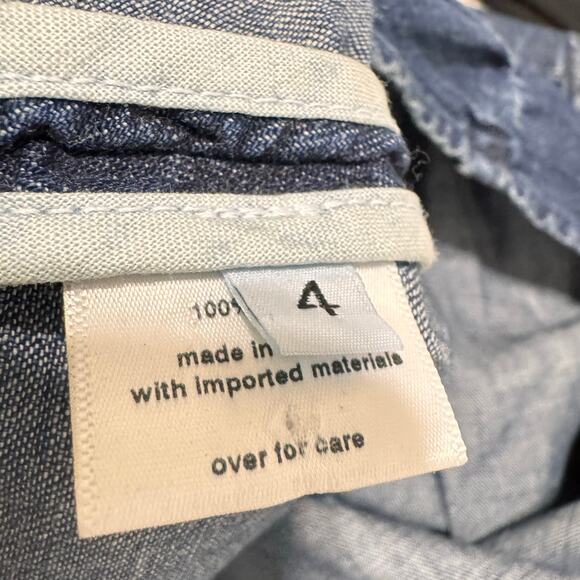 4
100%
made in
with imported materials
over for care